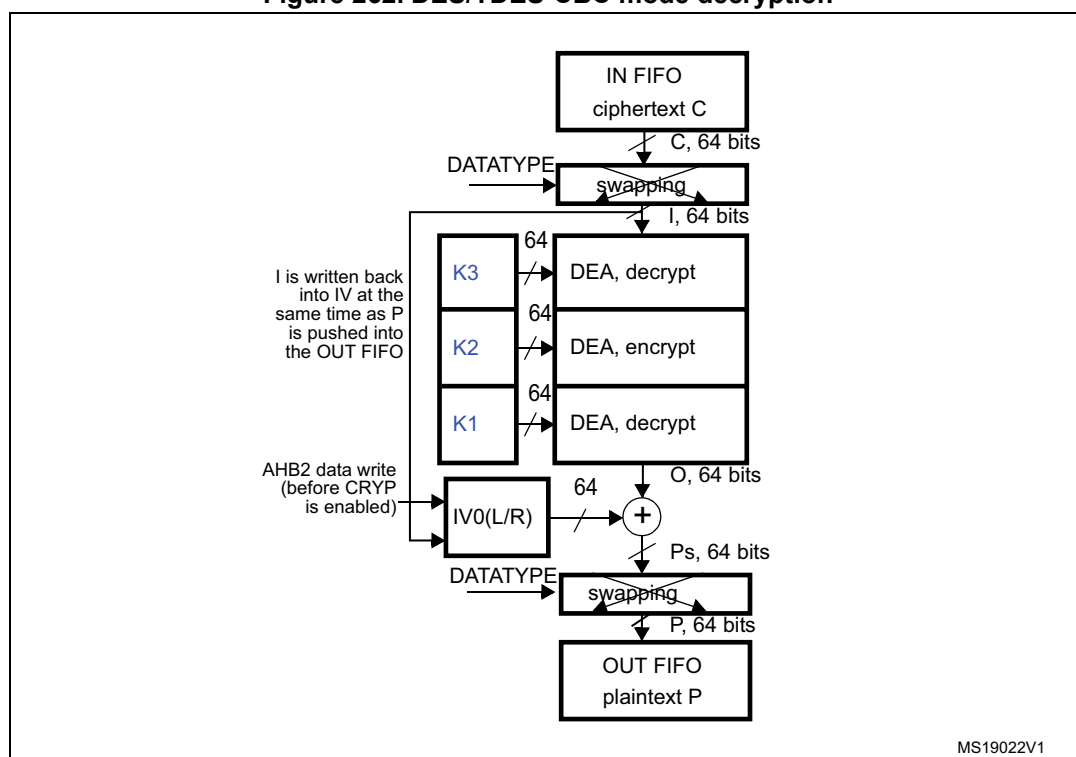 IN FIFO
ciphertext C
C, 64 bits
DATATYPE
swapping
I, 64 bits
64
K3
DEA, decrypt
I is written back
into IV at the
same time as P
is pushed into
the OUT FIFO
64
K2
DEA, encrypt
64
K1
DEA, decrypt
AHB2 data write
(before CRYP
is enabled)
O, 64 bits
64
IV0(L/R)
+
Ps, 64 bits
DATATYPE
swapping
P, 64 bits
OUT FIFO
plaintext P
MS19022V1